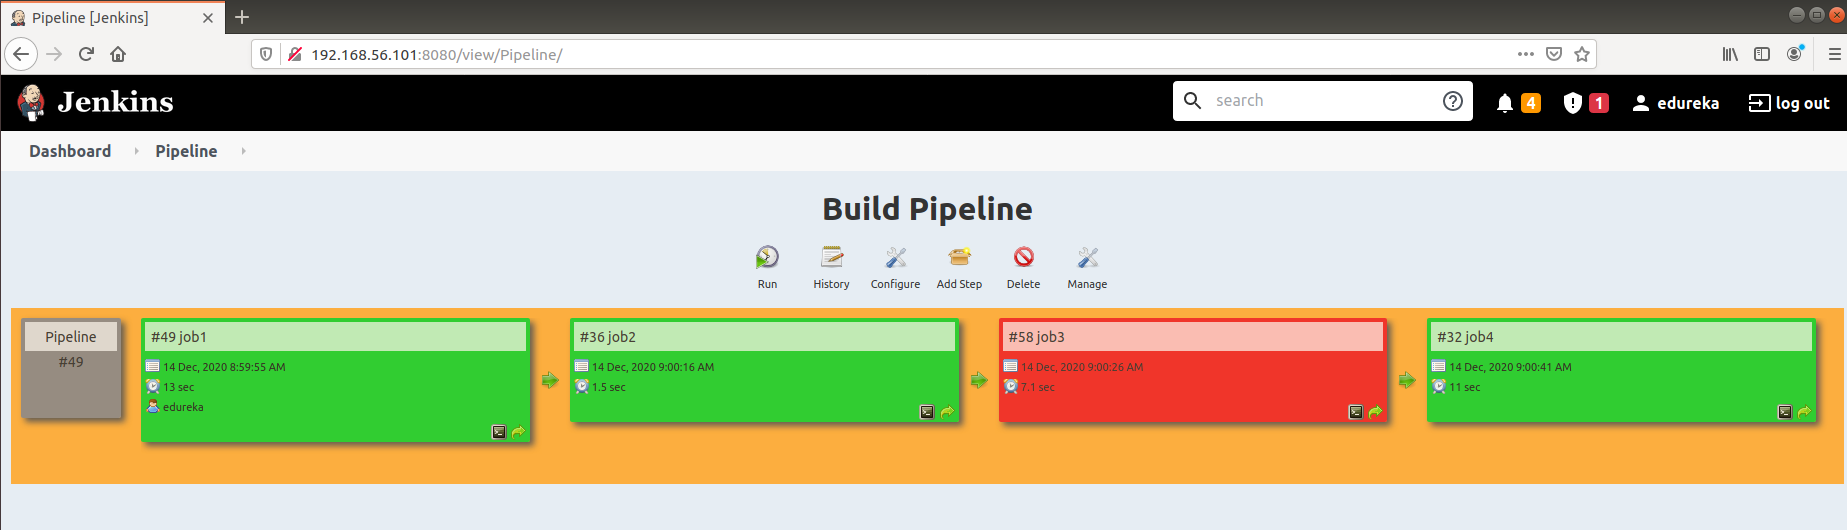 Pipeline [Jenkins]
192.168.56.101:8080/view/Pipeline/
Jenkins
search
4
1
edureka
log out
Dashboard
Pipeline
Build Pipeline
Run
History
Configure
Add Step
Delete
Manage
Pipeline
#49
#49 job1
14 Dec, 2020 8:59:55 AM
13 sec
edureka
#36 job2
14 Dec, 2020 9:00:16 AM
1.5 sec
#58 job3
14 Dec, 2020 9:00:26 AM
7.1 sec
#32 job4
14 Dec, 2020 9:00:41 AM
11 sec